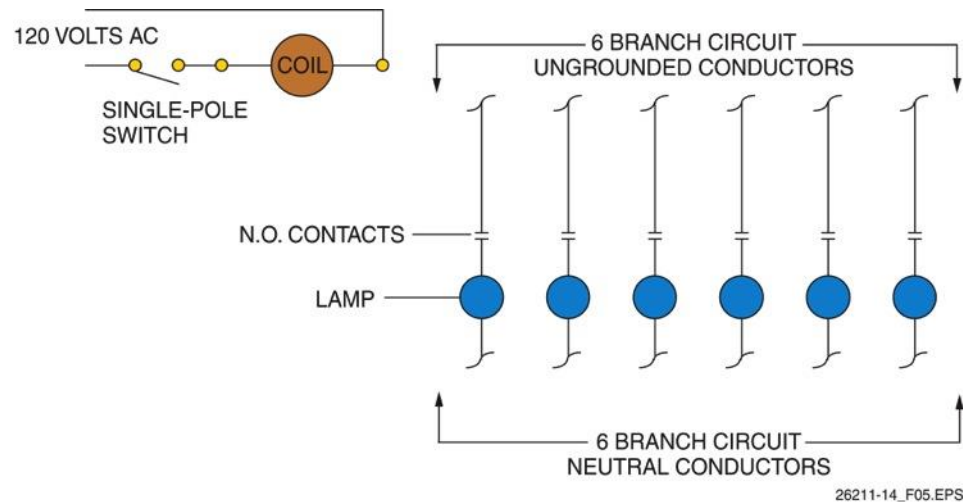 120 VOLTS AC
COIL
SINGLE-POLE
SWITCH
6 BRANCH CIRCUIT
UNGROUNDED CONDUCTORS
N.O. CONTACTS
LAMP
6 BRANCH CIRCUIT
NEUTRAL CONDUCTORS
26211-14_F05.EPS